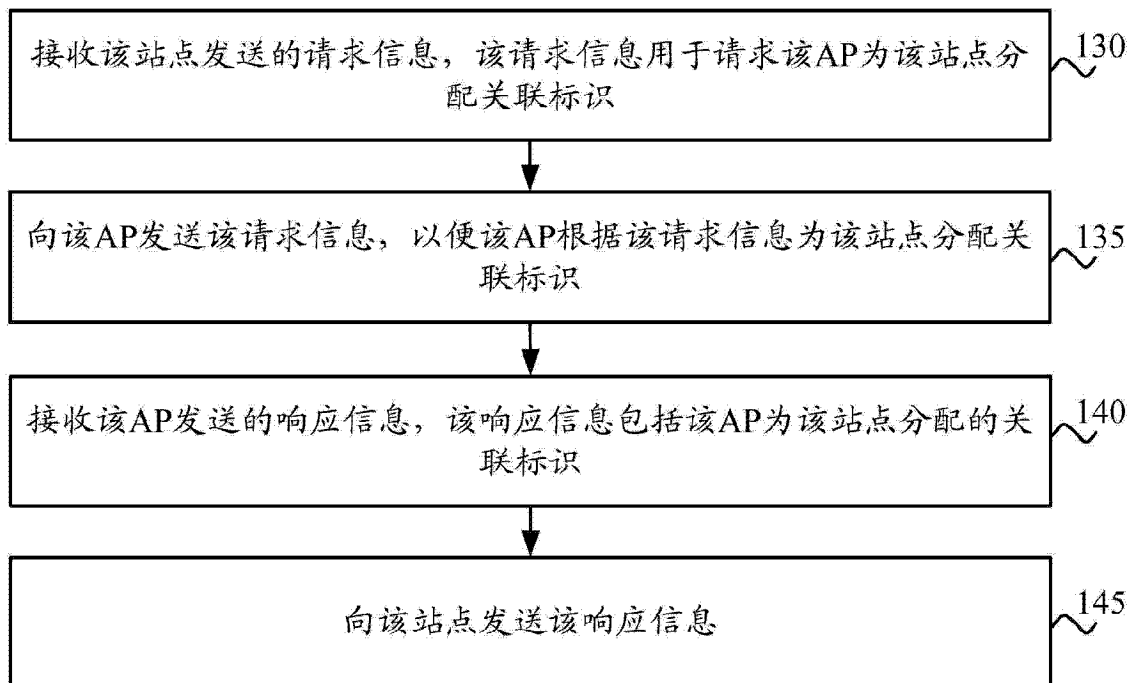 接收该站点发送的请求信息，该请求信息用于请求该AP为该站点分
配关联标识
130
向该AP发送该请求信息，以便该AP根据该请求信息为该站点分配关
联标识
135
接收该AP发送的响应信息，该响应信息包括该AP为该站点分配的关
联标识
140
向该站点发送该响应信息
145